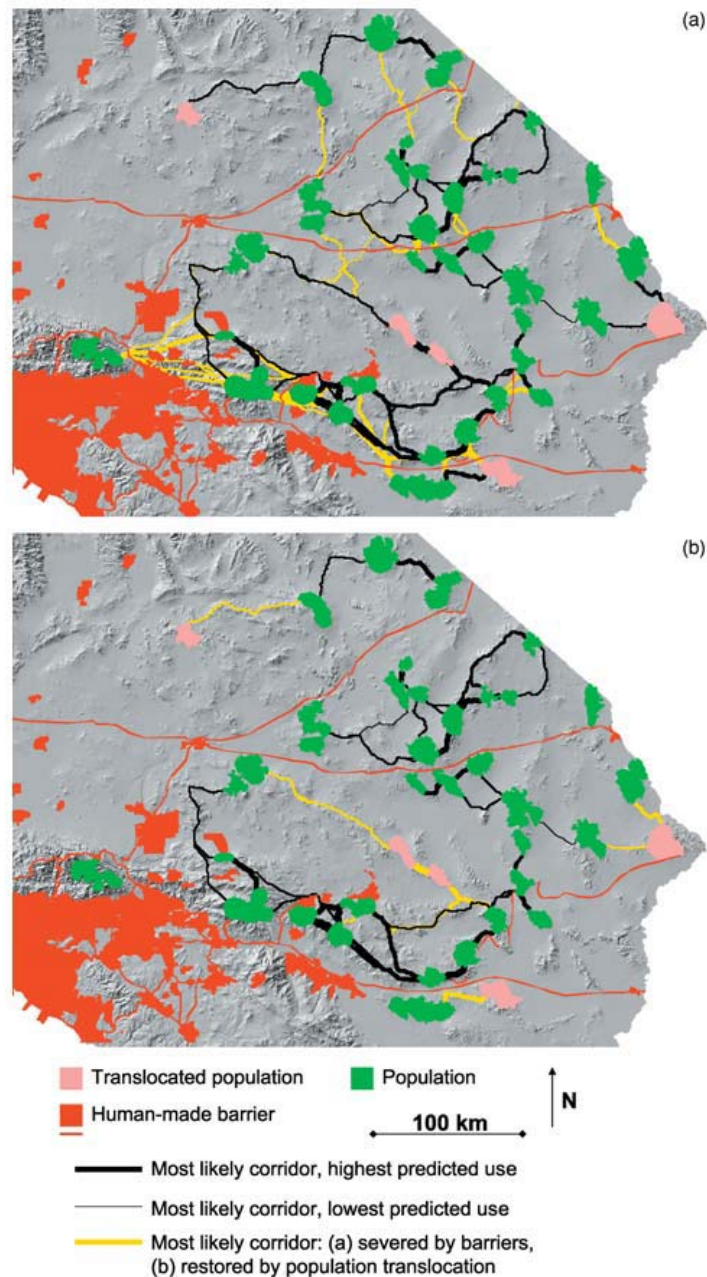 (a)
(b)
Translocated population
Population
Human-made barrier
N
100 km
Most likely corridor, highest predicted use
Most likely corridor, lowest predicted use
Most likely corridor: (a) severed by barriers,
(b) restored by population translocation